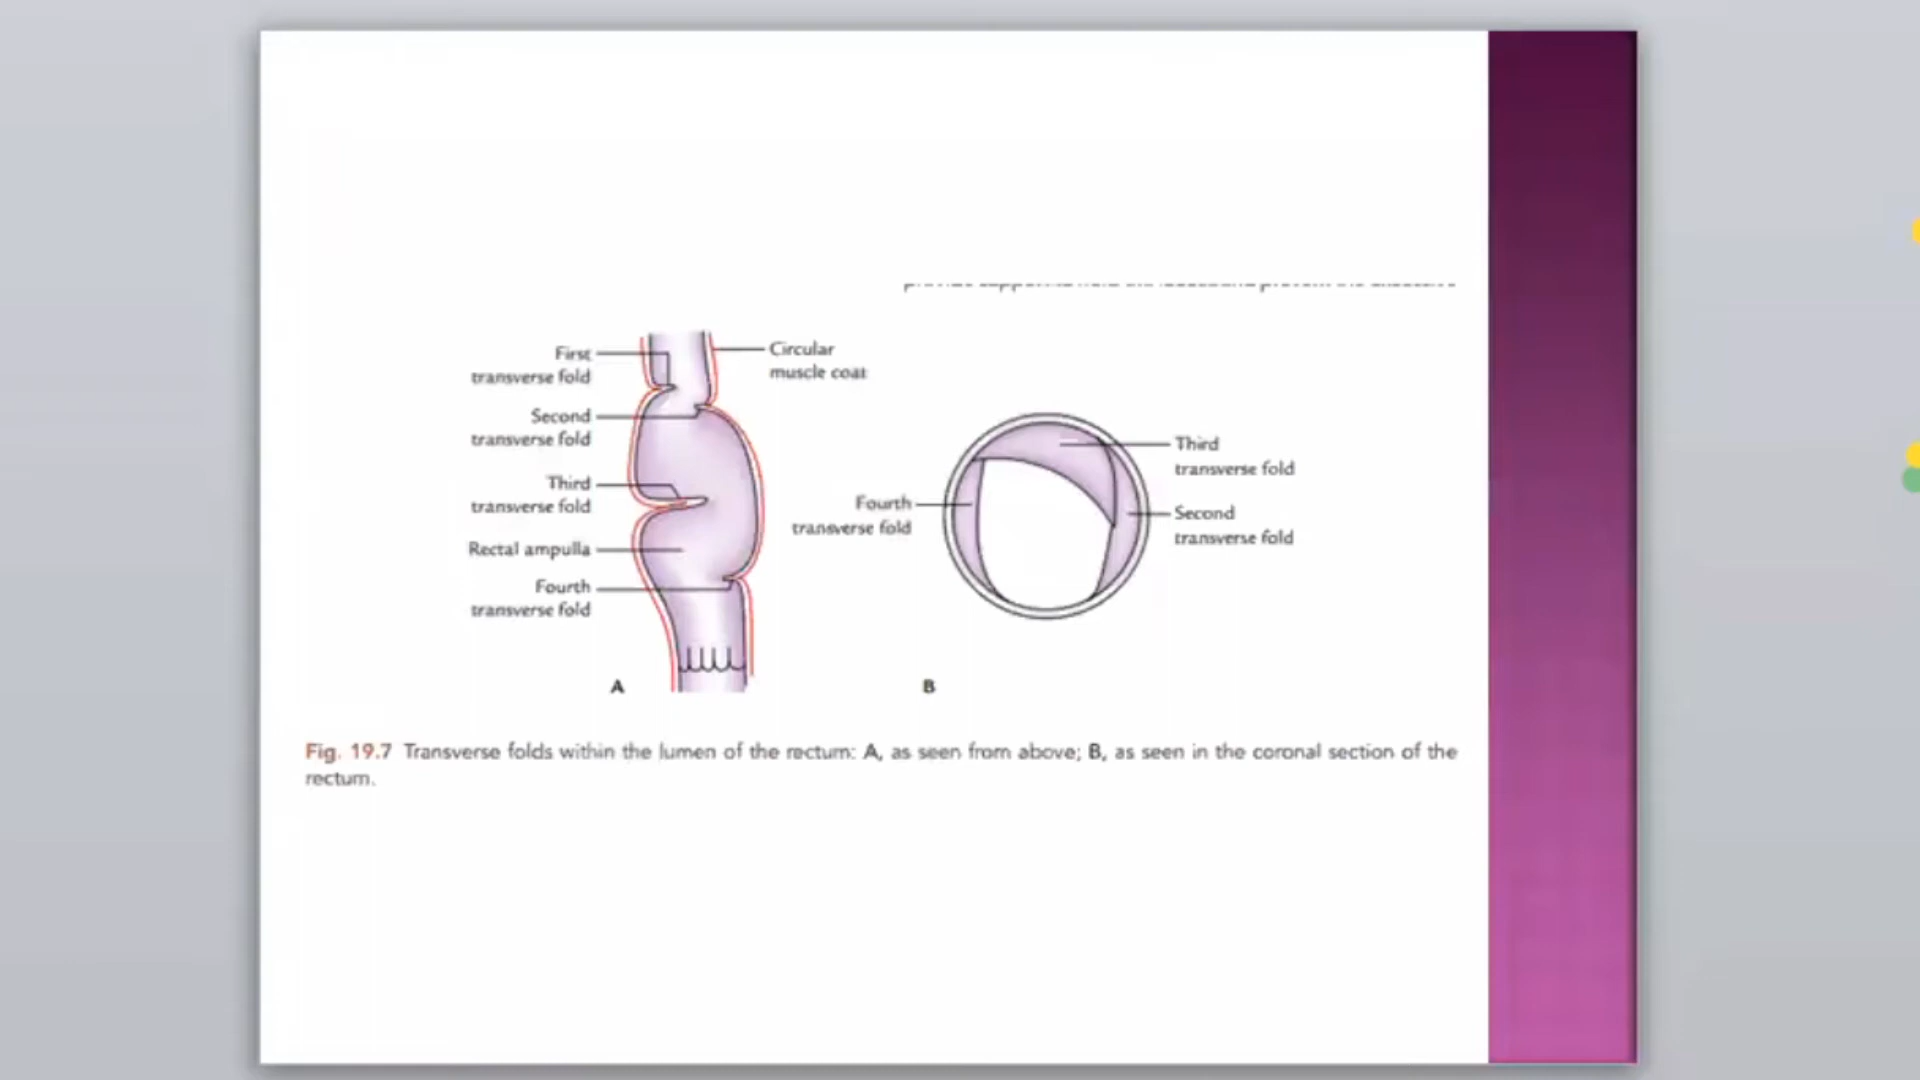 First
transverse fold
Circular
muscle coat
Second
transverse fold
Third
transverse fold
Rectal ampulla
Fourth
transverse fold
A
Third
transverse fold
Fourth
transverse fold
Second
transverse fold
B
Fig. 19.7 Transverse folds within the lumen of the rectum: A, as seen from above; B, as seen in the coronal section of the
rectum.